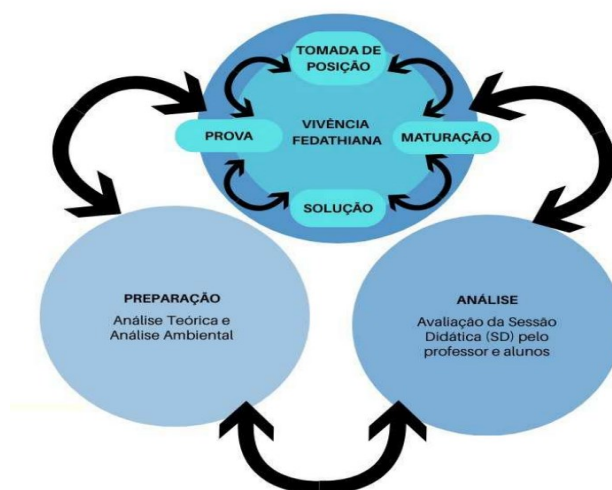 TOMADA DE
POSIÇÃO
PROVA
VIVÊNCIA
FEDATHIANA
MATURAÇÃO
SOLUÇÃO
PREPARAÇÃO
Análise Teórica e
Análise Ambiental
ANÁLISE
Avaliação da Sessão
Didática (SD) pelo
professor e alunos